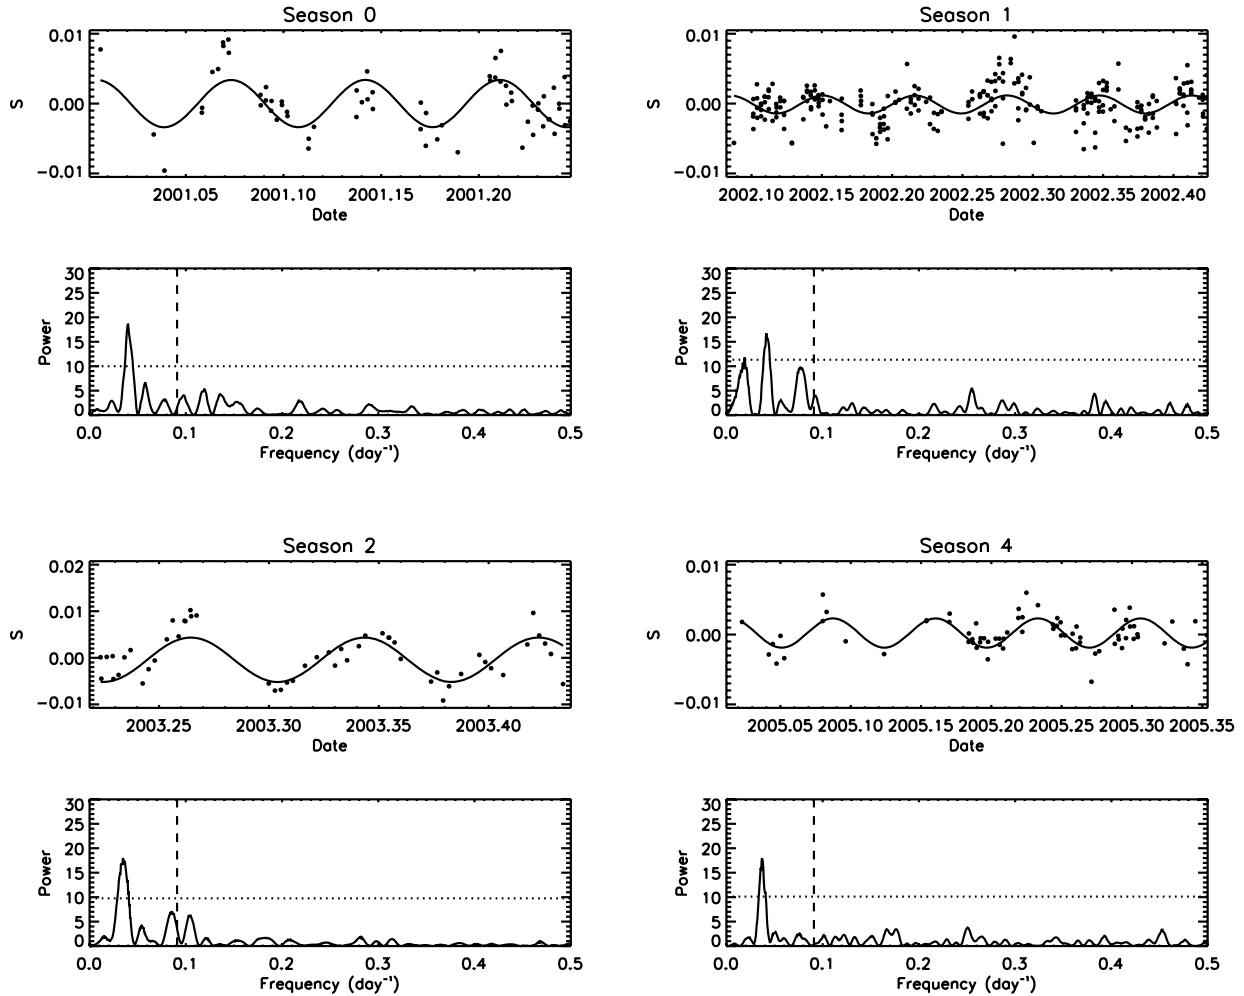 Season 0
0.01
0.00
-0.01
S
2001.05 2001.10 2001.15 2001.20
Date
30
25
20
15
10
5
0
Power
0.0 0.1 0.2 0.3 0.4 0.5
Frequency (day⁻¹)
Season 1
0.01
0.00
-0.01
S
2002.10 2002.15 2002.20 2002.25 2002.30 2002.35 2002.40
Date
30
25
20
15
10
5
0
Power
0.0 0.1 0.2 0.3 0.4 0.5
Frequency (day⁻¹)
Season 2
0.02
0.01
0.00
-0.01
S
2003.25 2003.30 2003.35 2003.40
Date
30
25
20
15
10
5
0
Power
0.0 0.1 0.2 0.3 0.4 0.5
Frequency (day⁻¹)
Season 4
0.01
0.00
-0.01
S
2005.05 2005.10 2005.15 2005.20 2005.25 2005.30 2005.35
Date
30
25
20
15
10
5
0
Power
0.0 0.1 0.2 0.3 0.4 0.5
Frequency (day⁻¹)